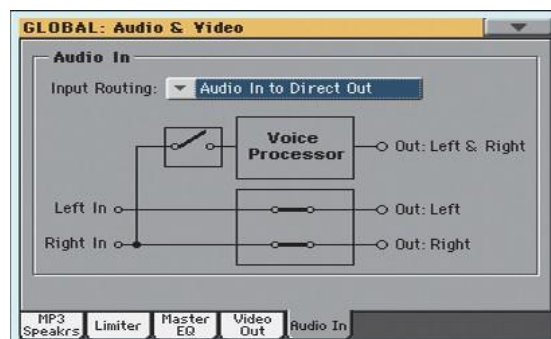 GLOBAL: Audio & Video
Audio In
Input Routing: Audio In to Direct Out
Voice
Processor
Out: Left & Right
Left In
Out: Left
Right In
Out: Right
MP3
Speakrs
Limiter
Master
EQ
Video
Out
Audio In